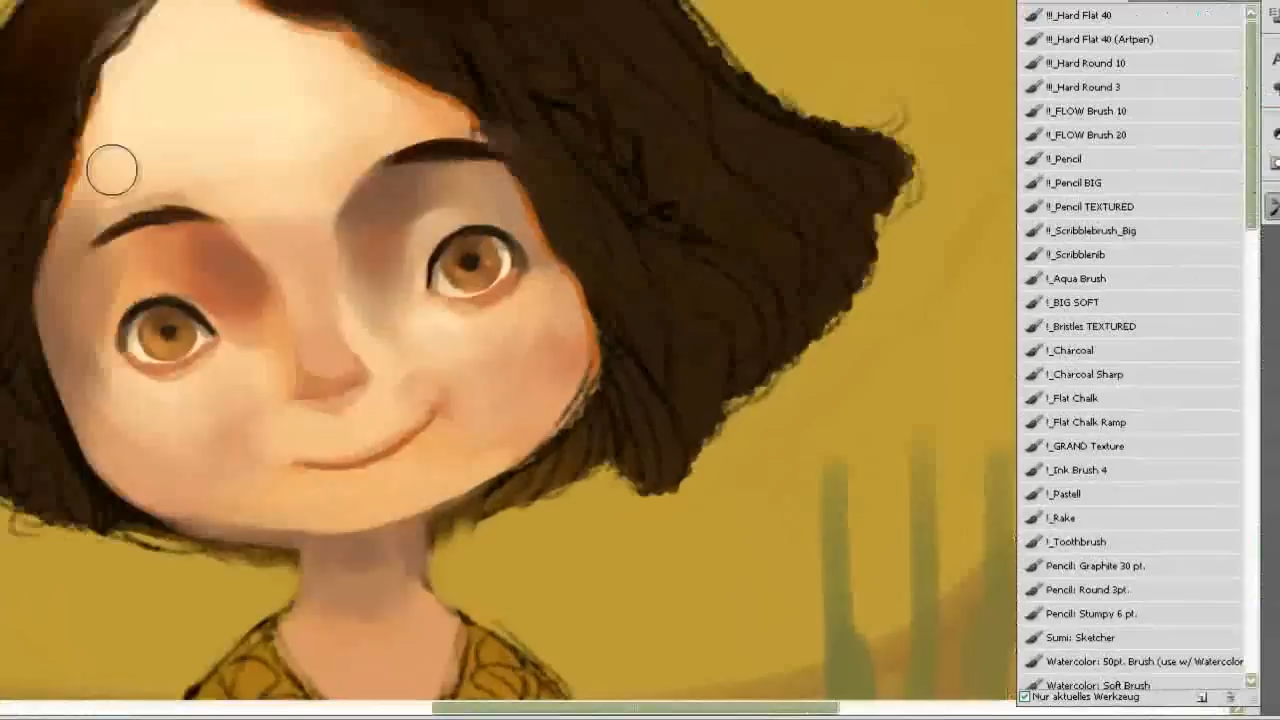 !!!_Hard Flat 40
!!!_Hard Flat 40 (Artpen)
!!!_Hard Round 10
!!!_Hard Round 3
!!_FLOW Brush 10
!!_FLOW Brush 20
!!_Pencil
!!_Pencil BIG
!!_Pencil TEXTURED
!!_Scribblebrush_Big
!!_Scribblenib
!_Aqua Brush
!_BIG SOFT
!_Bristles TEXTURED
!_Charcoal
!_Charcoal Sharp
!_Flat Chalk
!_Flat Chalk Ramp
!_GRAND Texture
!_Ink Brush 4
!_Pastell
!_Rake
!_Toothbrush
Pencil: Graphite 30 pt.
Pencil: Round 3pt.
Pencil: Stumpy 6 pt.
Sumi: Sketcher
Watercolor: 50pt. Brush (use w/ Watercolor
Watercolor: Soft Brush
Nur aktuelles Werkzeug